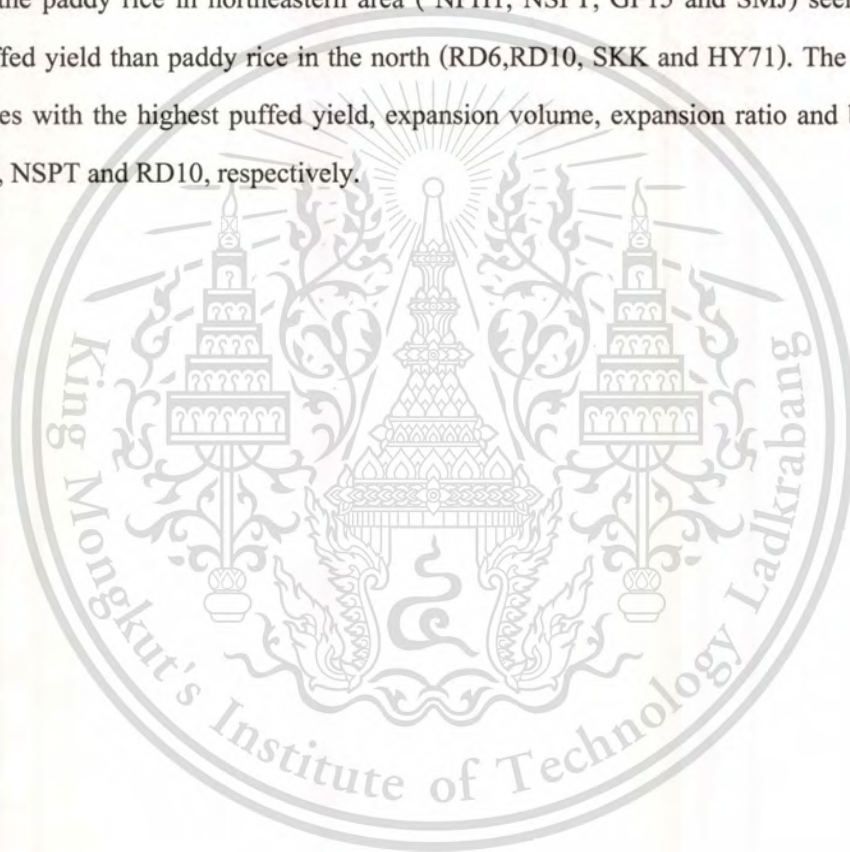 the paddy rice in northeastern area ( NPH1, NSPT, GP15 and SMJ)
ffed yield than paddy rice in the north (RD6,RD10, SKK and HY71). The
es with the highest puffed yield, expansion volume, expansion ratio and
, NSPT and RD10, respectively.
King Mongkut's Institute of Technology Ladkrabang